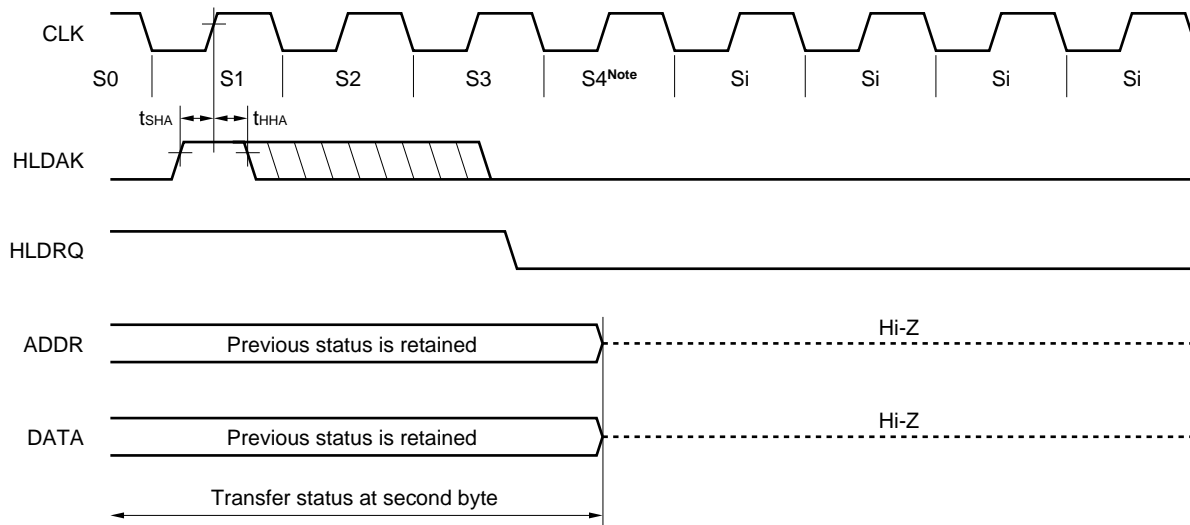 CLK
S0 S1 S2 S3 S4Note Si Si Si Si
tSHA tHHA
HLDAK
HLDRQ
ADDR Previous status is retained Hi-Z
DATA Previous status is retained Hi-Z
Transfer status at second byte